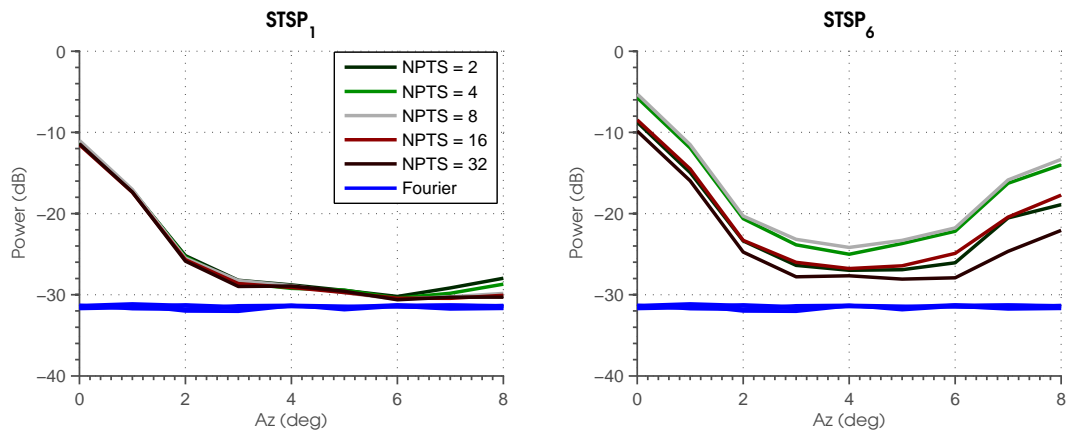 STSP1
0
−10
−20
−30
−40
Power (dB)
0 2 4 6 8
Az (deg)
NPTS = 2
NPTS = 4
NPTS = 8
NPTS = 16
NPTS = 32
Fourier
STSP6
0
−10
−20
−30
−40
Power (dB)
0 2 4 6 8
Az (deg)